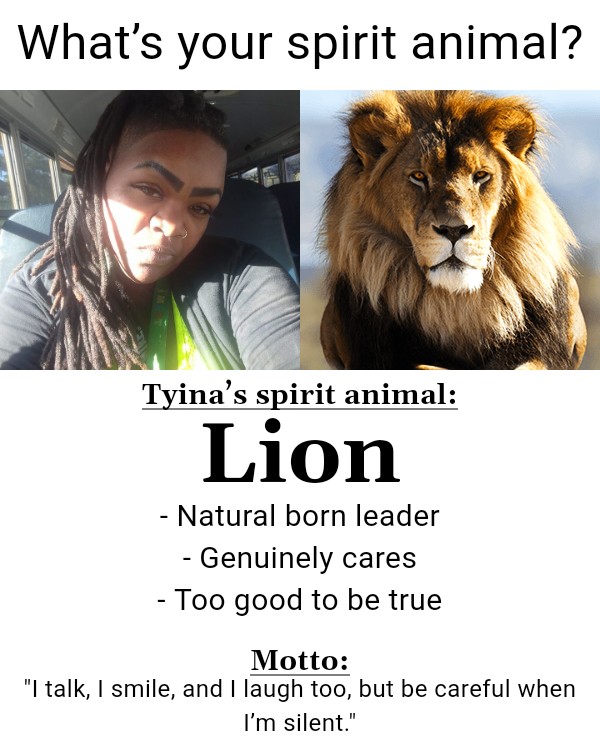 What’s your spirit animal?
Tyina’s spirit animal:
Lion
- Natural born leader
- Genuinely cares
- Too good to be true
Motto:
"I talk, I smile, and I laugh too, but be careful when
I’m silent."